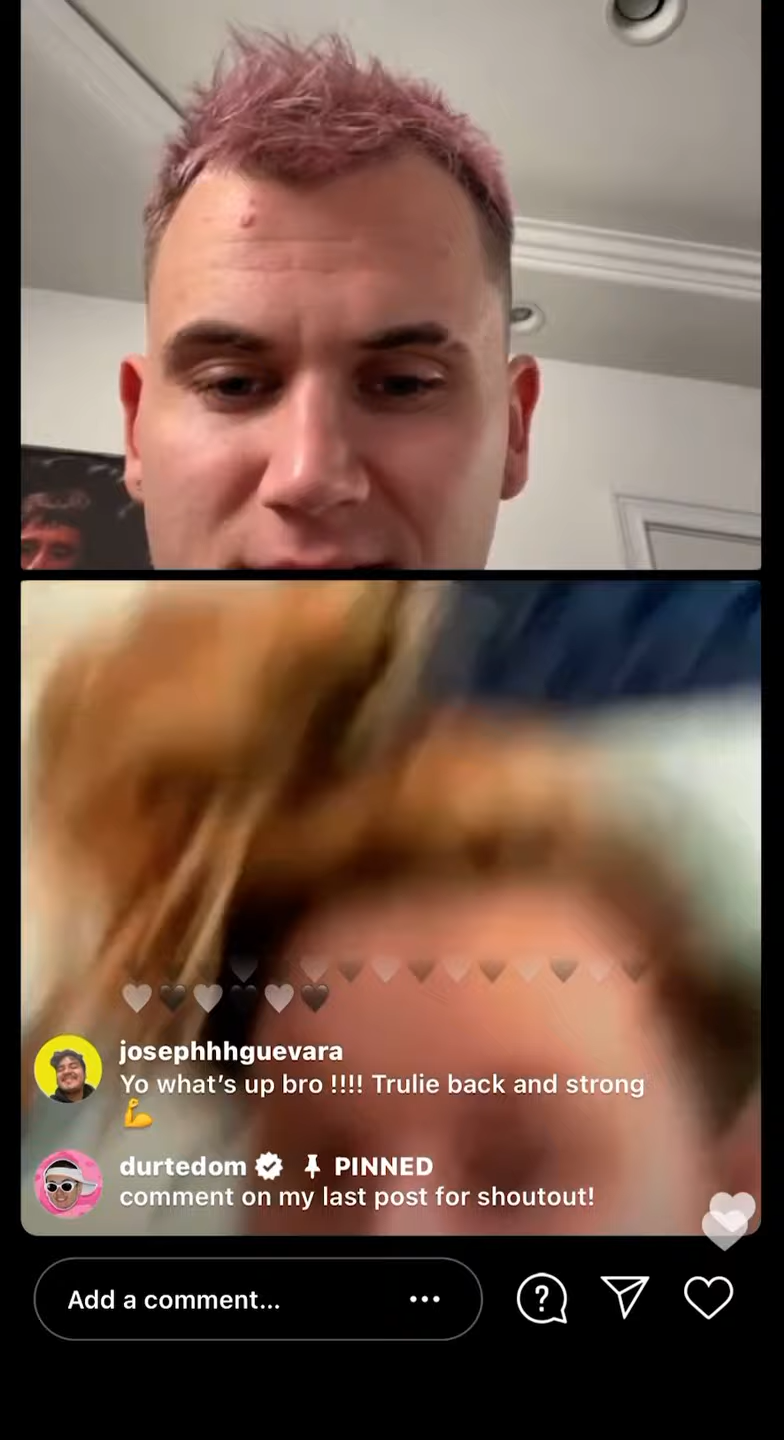 josephhhguevara
Yo what's up bro !!!! Trulie back and strong
💪
durtedom PINNED
comment on my last post for shoutout!
Add a comment...